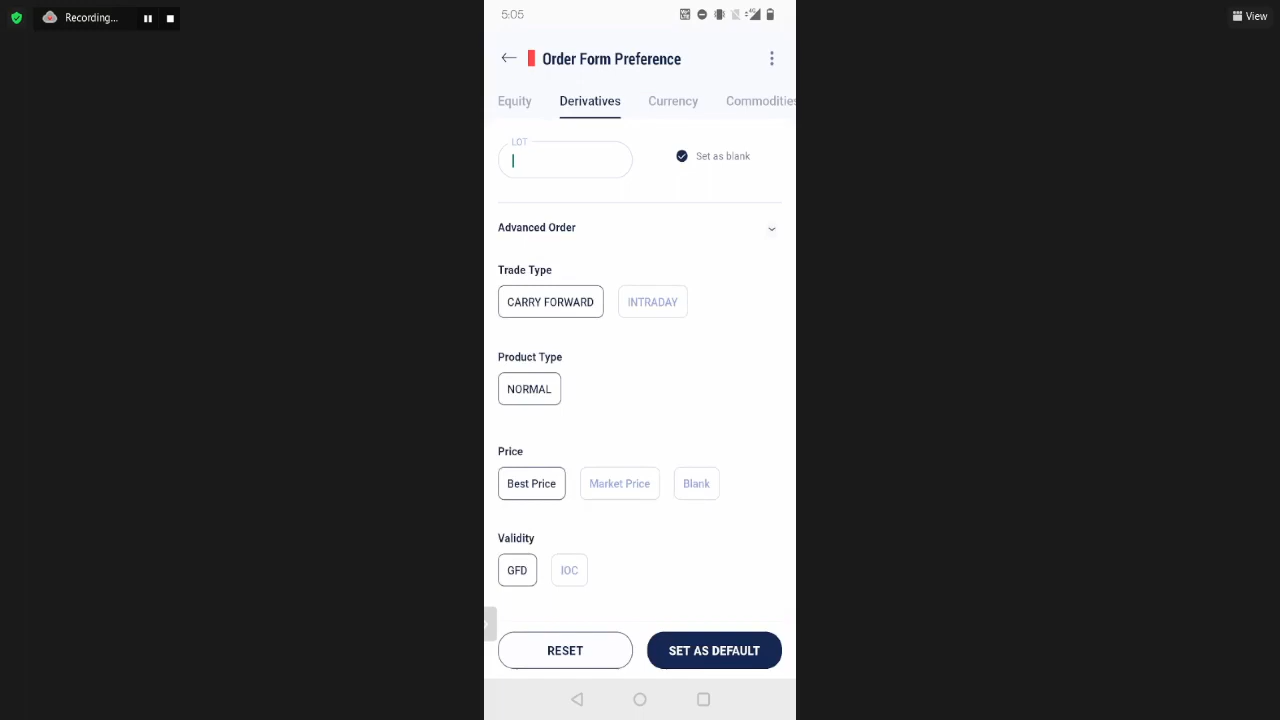 Recording...
View
5:05
Order Form Preference
Equity Derivatives Currency Commodities
LOT
Set as blank
Advanced Order
Trade Type
CARRY FORWARD INTRADAY
Product Type
NORMAL
Price
Best Price Market Price Blank
Validity
GFD IOC
RESET SET AS DEFAULT